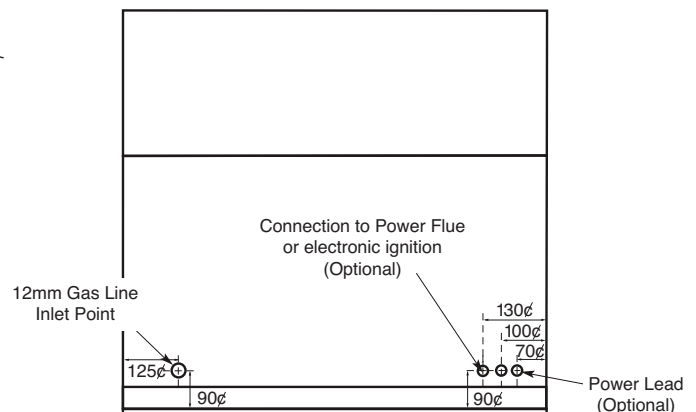 Connection to Power Flue
or electronic ignition
(Optional)
12mm Gas Line
Inlet Point
130¢
100¢
70¢
125¢
90¢
90¢
Power Lead
(Optional)